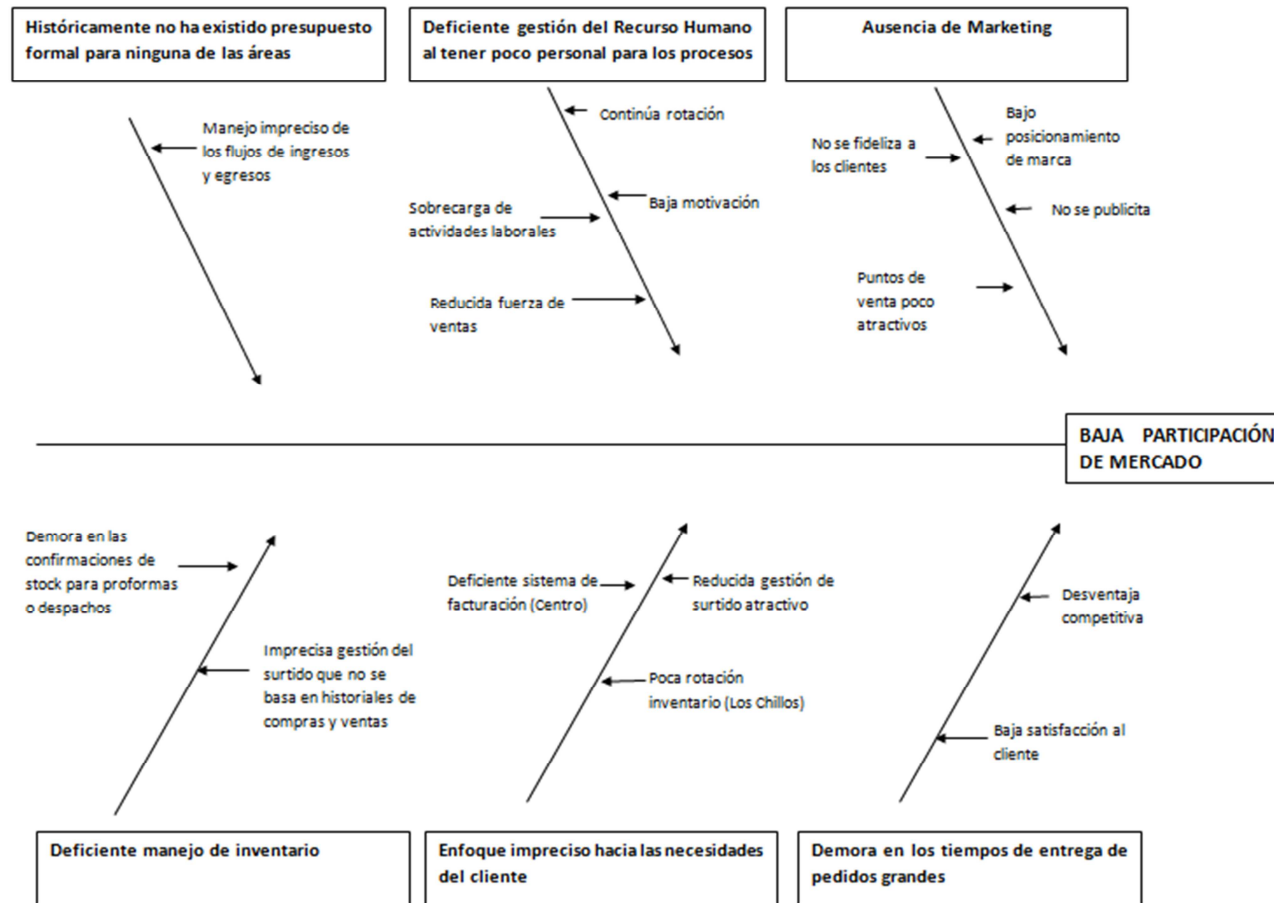 Históricamente no ha existido presupuesto
formal para ninguna de las áreas
Deficiente gestión del Recurso Humano
al tener poco personal para los procesos
Ausencia de Marketing
Manejo impreciso de
los flujos de ingresos
y egresos
Continúa rotación
Baja motivación
Sobrecarga de
actividades laborales
Reducida fuerza de
ventas
Bajo
posicionamiento
de marca
No se fideliza a
los clientes
No se publicita
Puntos de
venta poco
atractivos
BAJA PARTICIPACIÓN
DE MERCADO
Demora en las
confirmaciones de
stock para proformas
o despachos
Imprecisa gestión del
surtido que no se
basa en historiales de
compras y ventas
Deficiente sistema de
facturación (Centro)
Reducida gestión de
surtido atractivo
Poca rotación
inventario (Los Chillos)
Desventaja
competitiva
Baja satisfacción al
cliente
Deficiente manejo de inventario
Enfoque impreciso hacia las necesidades
del cliente
Demora en los tiempos de entrega de
pedidos grandes